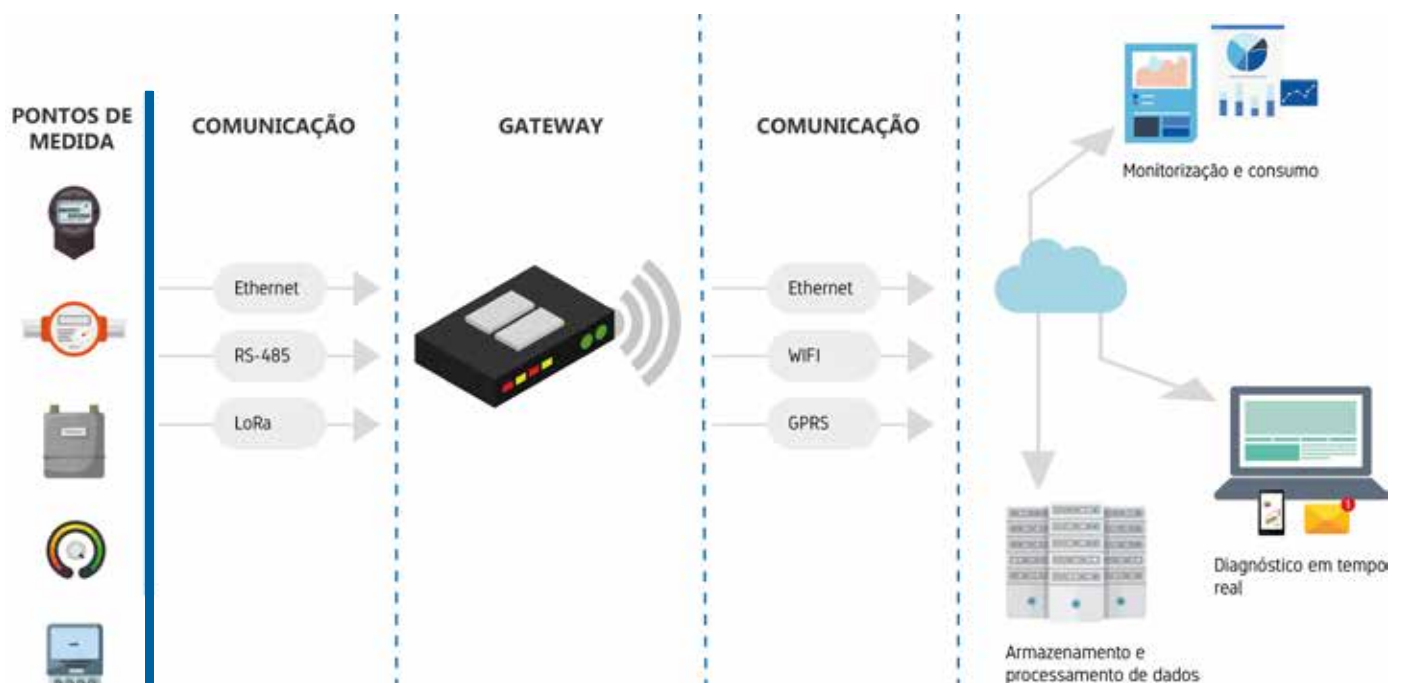 PONTOS DE
MEDIDA
COMUNICAÇÃO
GATEWAY
COMUNICAÇÃO
Ethernet
RS-485
LoRa
Ethernet
WIFI
GPRS
Monitorização e consumo
Diagnóstico em tempo
real
Armazenamento e
processamento de dados
1